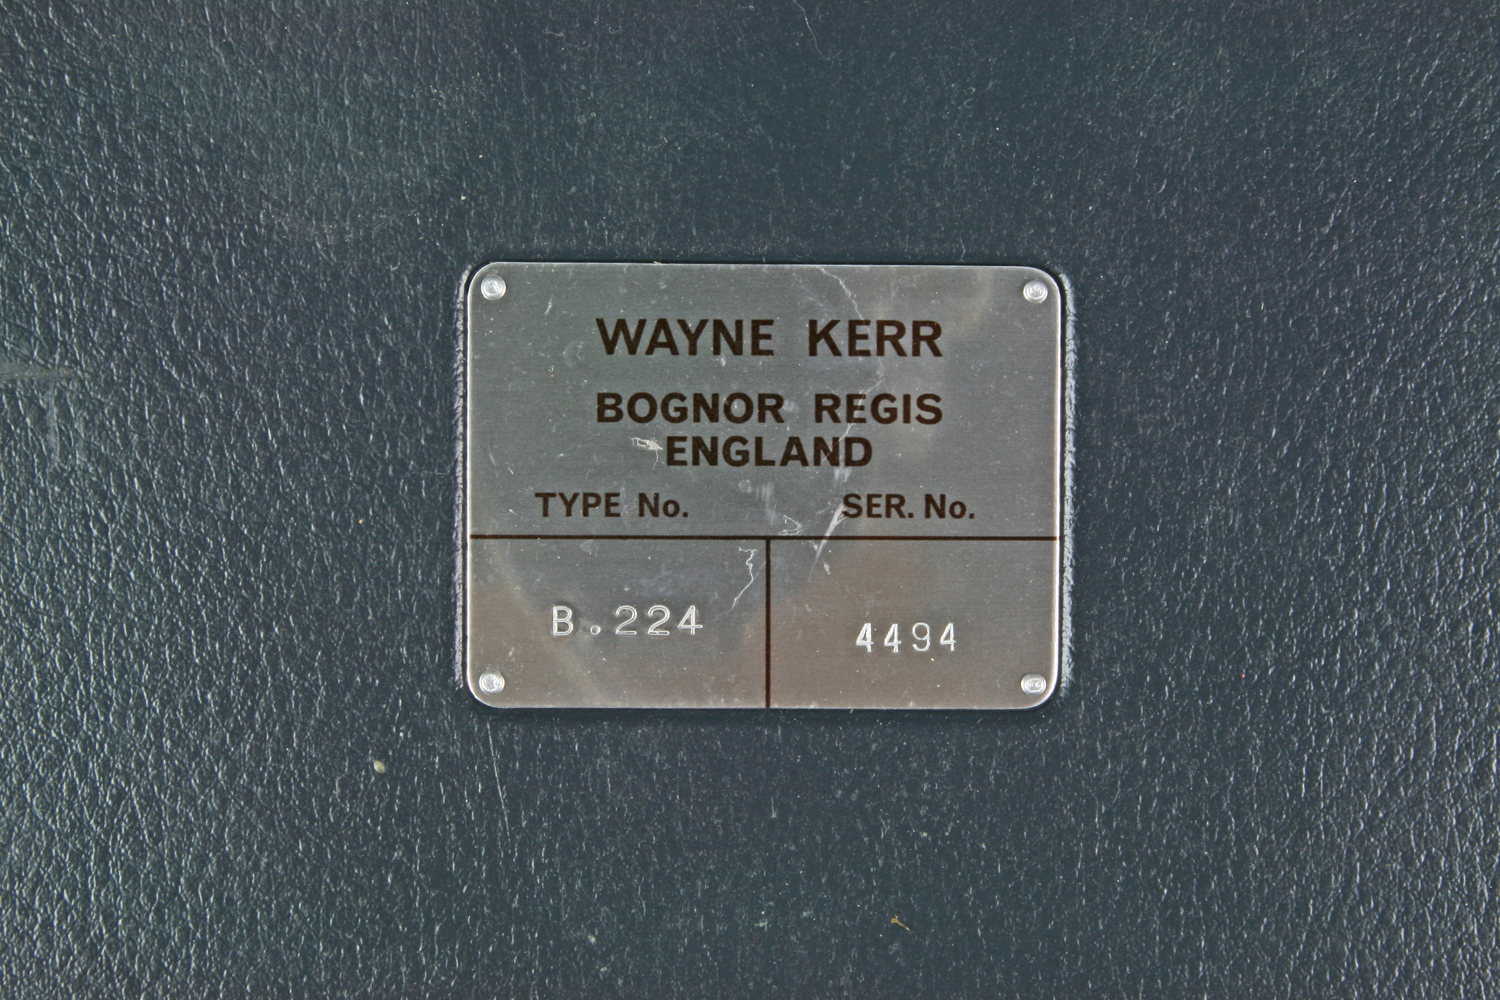 WAYNE KERR
BOGNOR REGIS
ENGLAND
TYPE No. SER. No.
B.224 4494